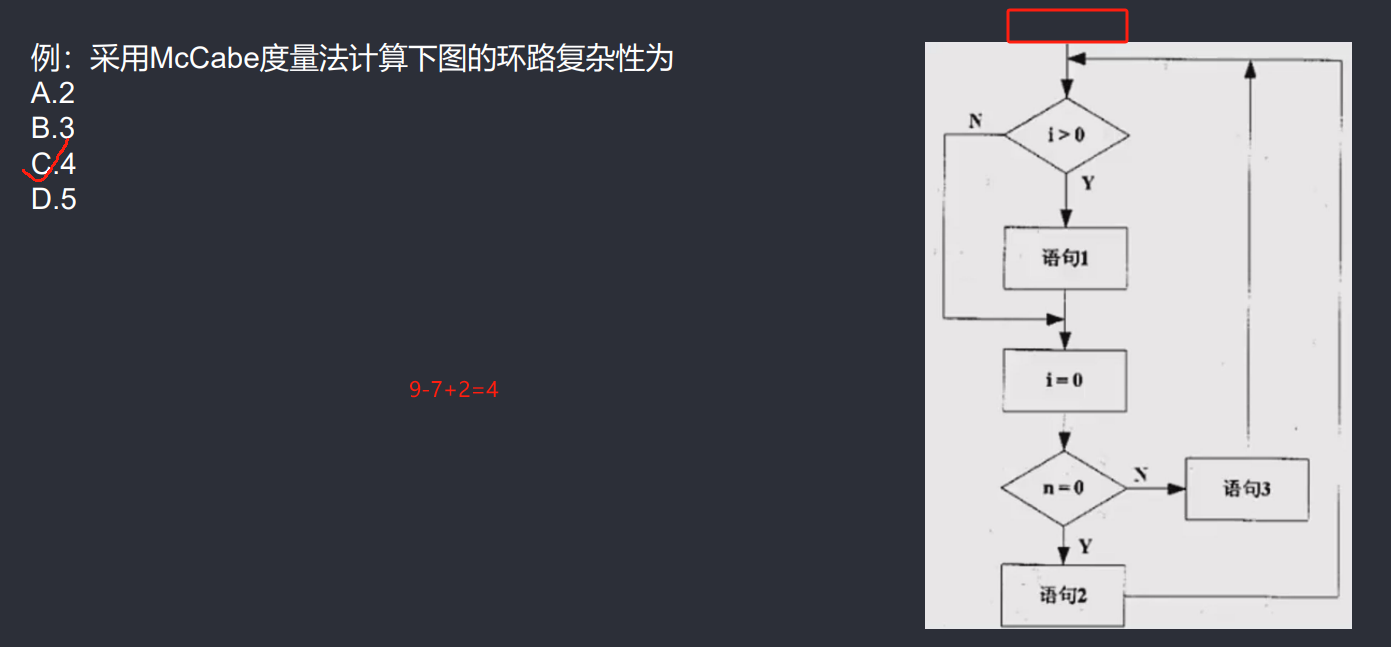 例：采用McCabe度量法计算下图的环路复杂性为
A.2
B.3
C.4
D.5
9-7+2=4
N
i>0
Y
语句1
i=0
n=0
N
语句3
Y
语句2